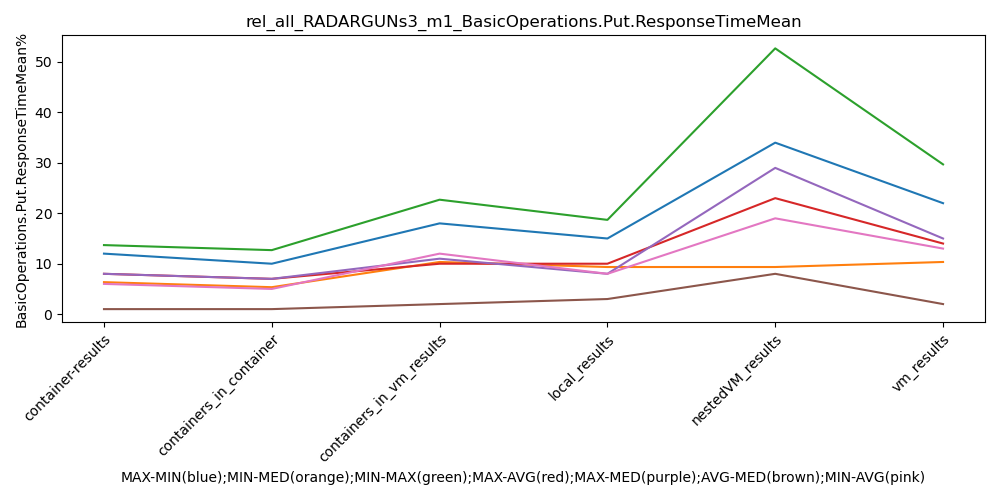 rel_all_RADARGUNs3_m1_BasicOperations.Put.ResponseTimeMean
BasicOperations.Put.ResponseTimeMean%
50
40
30
20
10
0
container-results
containers_in_container
containers_in_vm_results
local_results
nestedVM_results
vm_results
MAX-MIN(blue);MIN-MED(orange);MIN-MAX(green);MAX-AVG(red);MAX-MED(purple);AVG-MED(brown);MIN-AVG(pink)